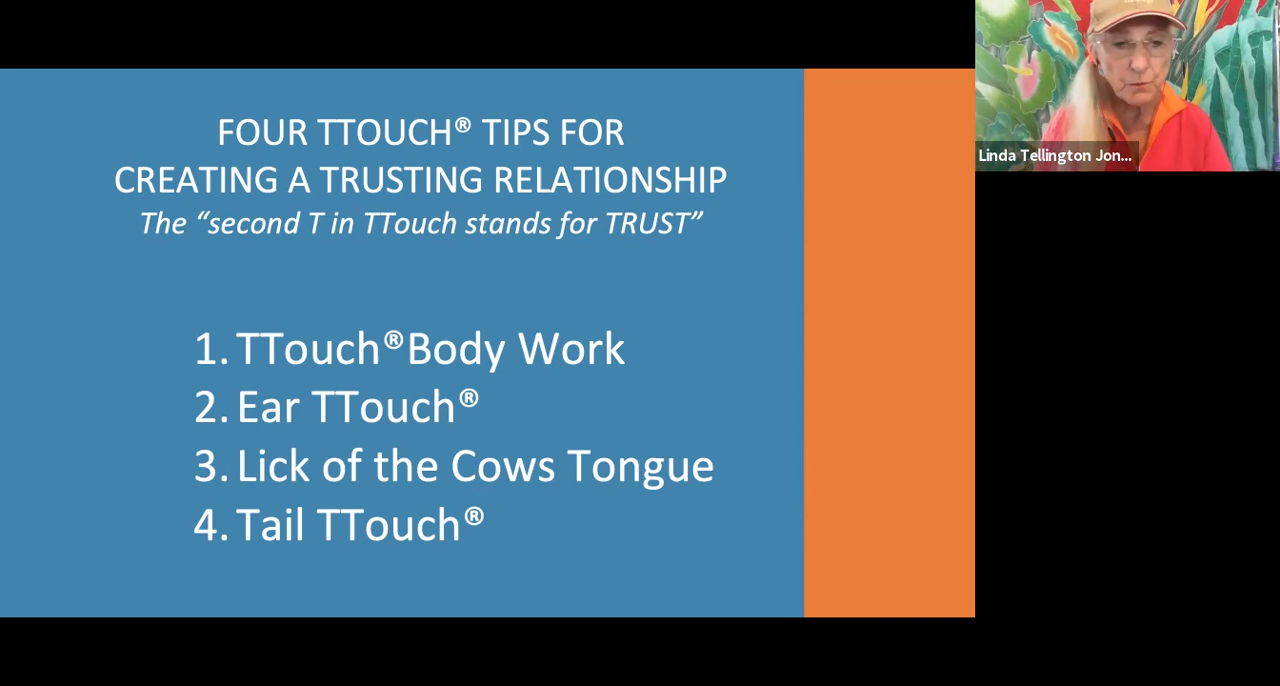 FOUR TTOUCH® TIPS FOR
CREATING A TRUSTING RELATIONSHIP
The “second T in TTouch stands for TRUST”
1. TTouch®Body Work
2. Ear TTouch®
3. Lick of the Cows Tongue
4. Tail TTouch®
Linda Tellington Jon...